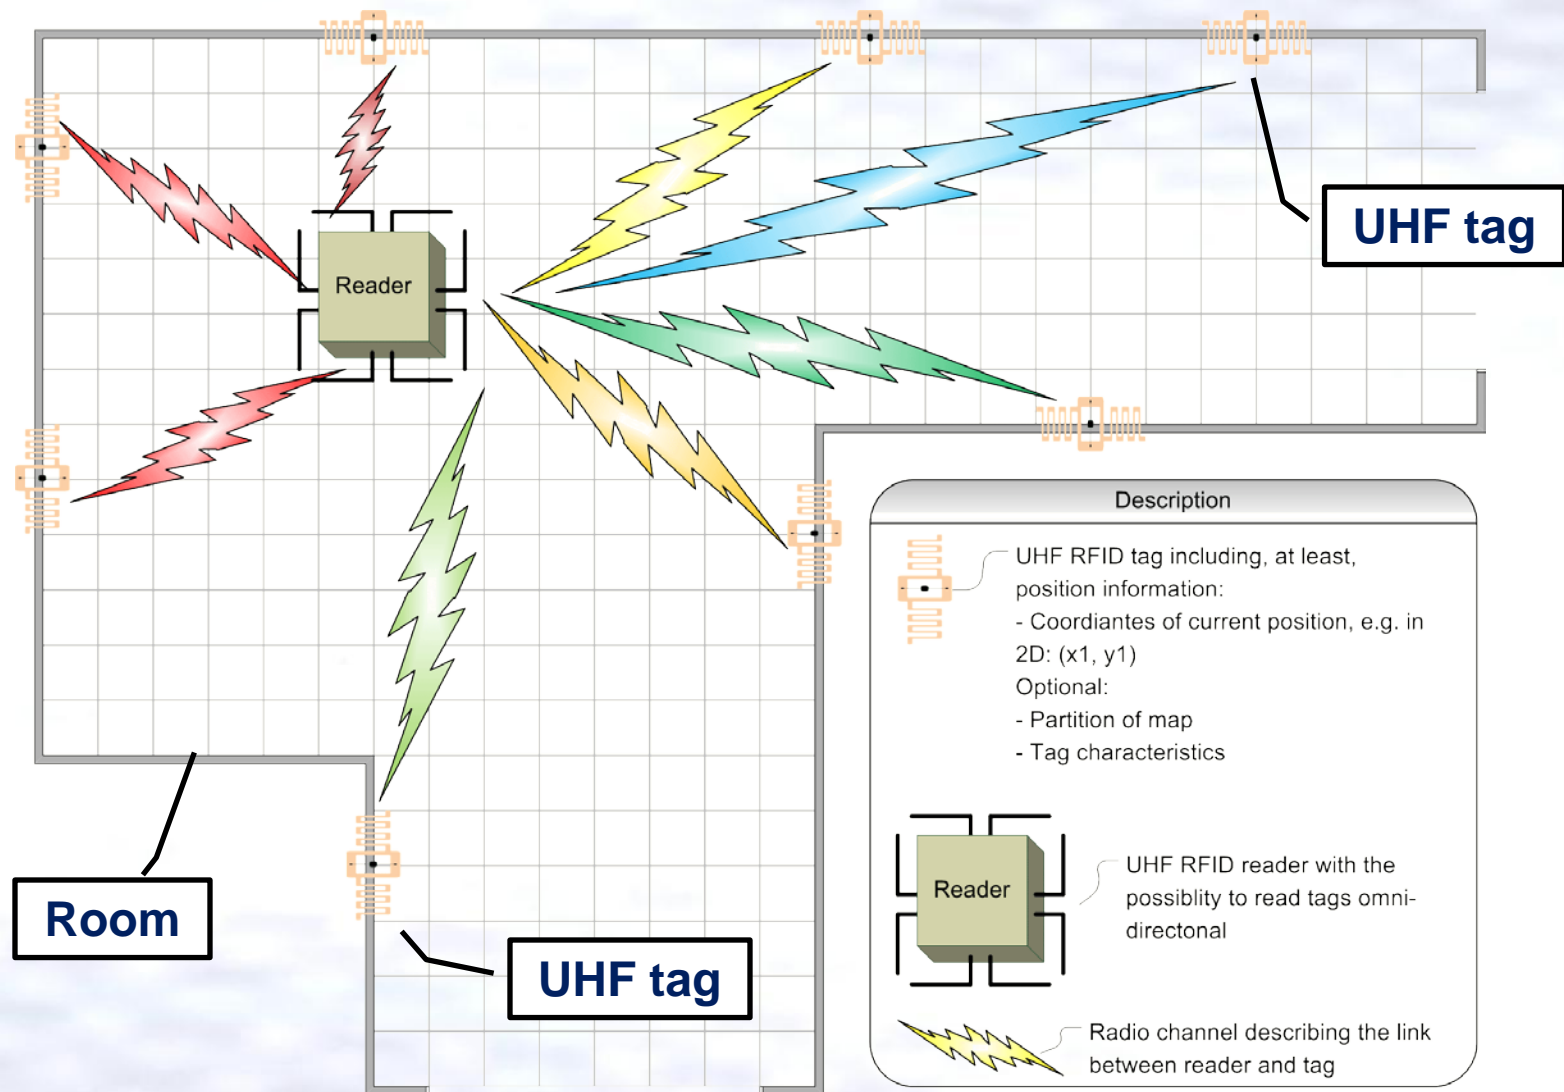 UHF tag
Reader
Description
UHF RFID tag including, at least,
position information:
- Coordiantes of current position, e.g. in
2D: (x1, y1)
Optional:
- Partition of map
- Tag characteristics
Reader
UHF RFID reader with the
possiblity to read tags omni-
directonal
Room
UHF tag
Radio channel describing the link
between reader and tag